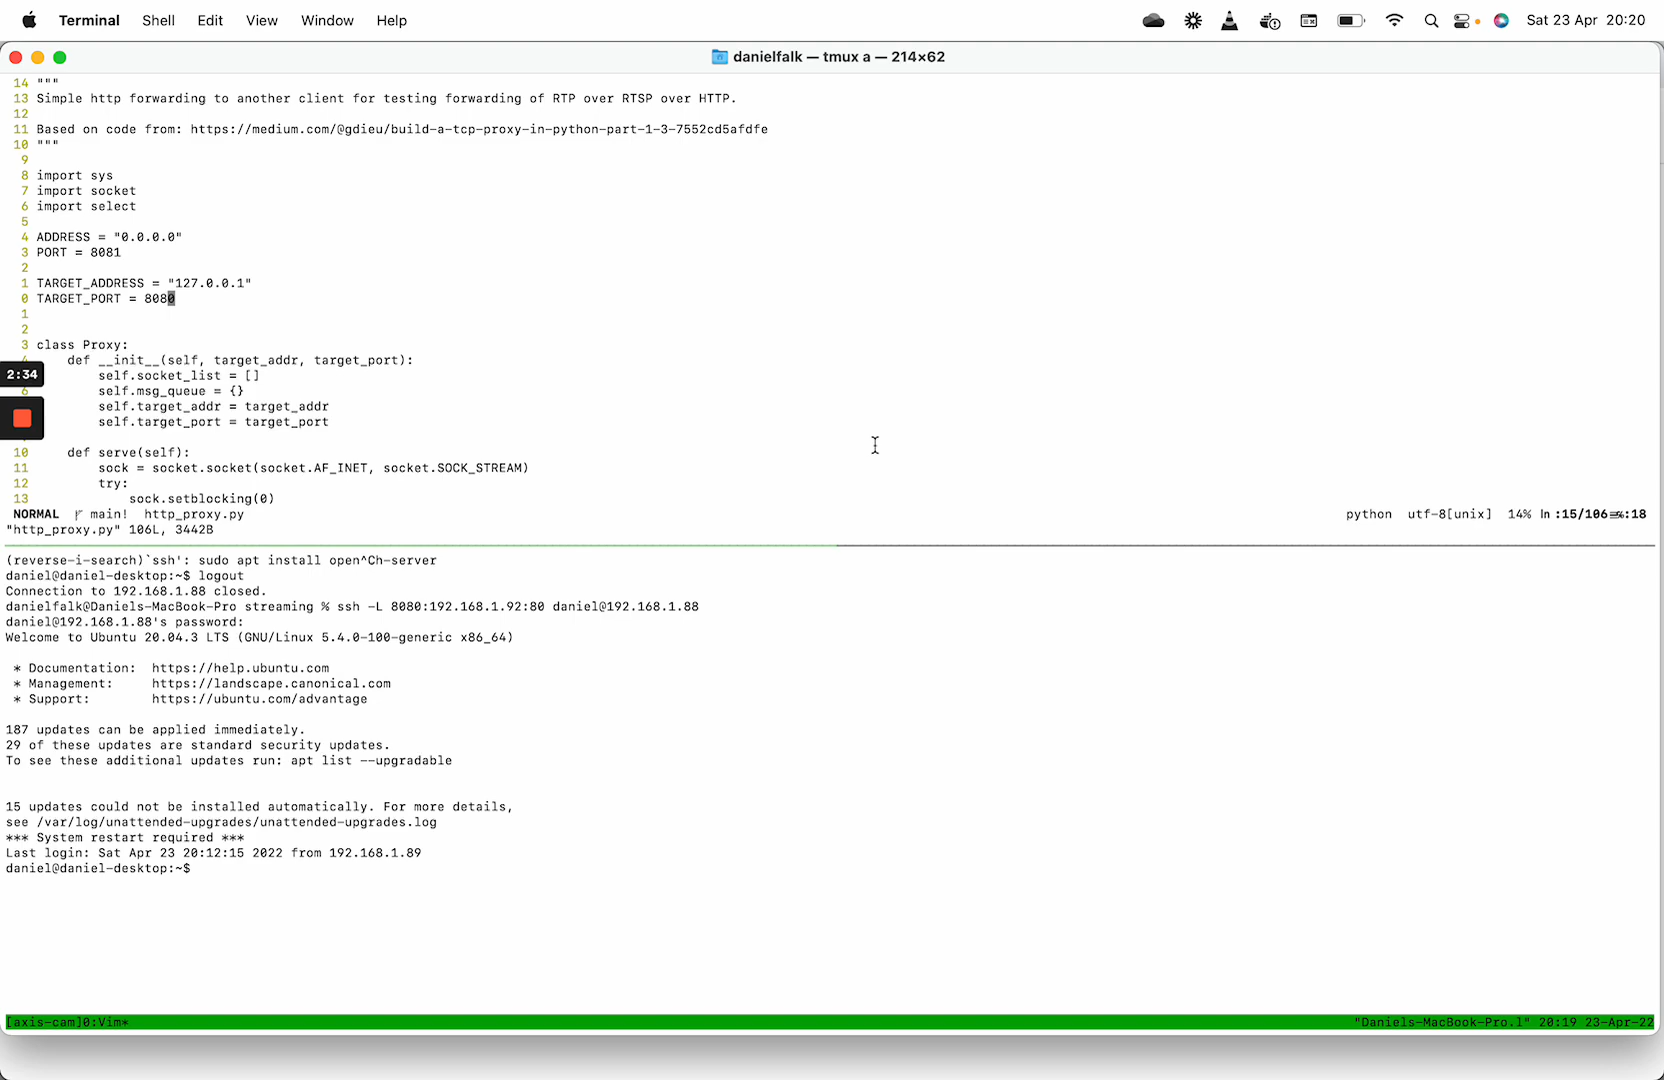 Terminal Shell Edit View Window Help Sat 23 Apr 20:20
danielfalk — tmux a — 214×62
14 """
13 Simple http forwarding to another client for testing forwarding of RTP over RTSP over HTTP.
12
11 Based on code from: https://medium.com/@gdieu/build-a-tcp-proxy-in-python-part-1-3-7552cd5afdfe
10 """
9
8 import sys
7 import socket
6 import select
5
4 ADDRESS = "0.0.0.0"
3 PORT = 8081
2
1 TARGET_ADDRESS = "127.0.0.1"
0 TARGET_PORT = 8080
1
2
3 class Proxy:
def __init__(self, target_addr, target_port):
2:34 self.socket_list = []
6 self.msg_queue = {}
self.target_addr = target_addr
self.target_port = target_port
10 def serve(self):
11 sock = socket.socket(socket.AF_INET, socket.SOCK_STREAM)
12 try:
13 sock.setblocking(0)
NORMAL main! http_proxy.py python utf-8[unix] 14% ln :15/106 :18
"http_proxy.py" 106L, 3442B
(reverse-i-search)`ssh': sudo apt install open^Ch-server
daniel@daniel-desktop:~$ logout
Connection to 192.168.1.88 closed.
danielfalk@Daniels-MacBook-Pro streaming % ssh -L 8080:192.168.1.92:80 daniel@192.168.1.88
daniel@192.168.1.88's password:
Welcome to Ubuntu 20.04.3 LTS (GNU/Linux 5.4.0-100-generic x86_64)
* Documentation: https://help.ubuntu.com
* Management: https://landscape.canonical.com
* Support: https://ubuntu.com/advantage
187 updates can be applied immediately.
29 of these updates are standard security updates.
To see these additional updates run: apt list --upgradable
15 updates could not be installed automatically. For more details,
see /var/log/unattended-upgrades/unattended-upgrades.log
*** System restart required ***
Last login: Sat Apr 23 20:12:15 2022 from 192.168.1.89
daniel@daniel-desktop:~$
[axis-cam]0:Vim* "Daniels-MacBook-Pro.l" 20:19 23-Apr-22